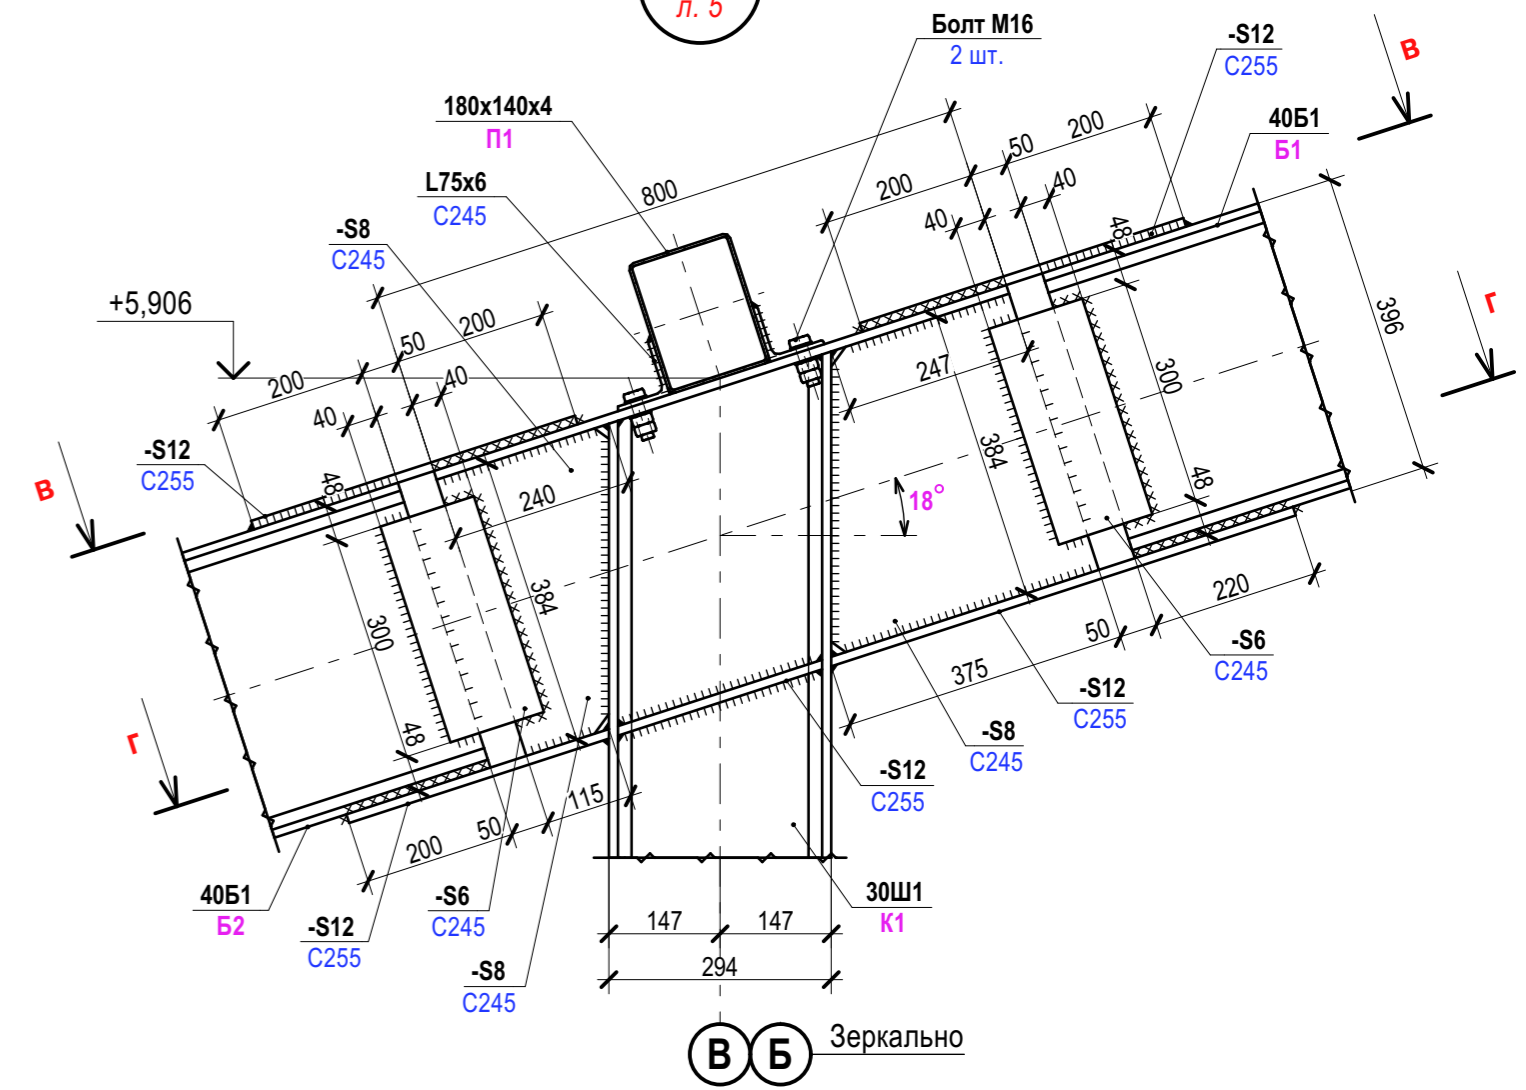 л. 5
Болт М16
2 шт.
-S12
С255
В
180х140х4
П1
200
50
40Б1
Б1
L75х6
С245
800
200
40
40
48
-S8
С245
396
Г
+5,906
200
50
200
40
40
247
300
384
-S12
С255
48
240
48
18°
В
384
300
220
50
-S6
С245
375
-S12
С255
48
Г
-S8
С245
-S12
С255
115
50
200
40Б1
Б2
-S6
С245
30Ш1
К1
-S12
С255
147
147
-S8
С245
294
В
Б
Зеркально